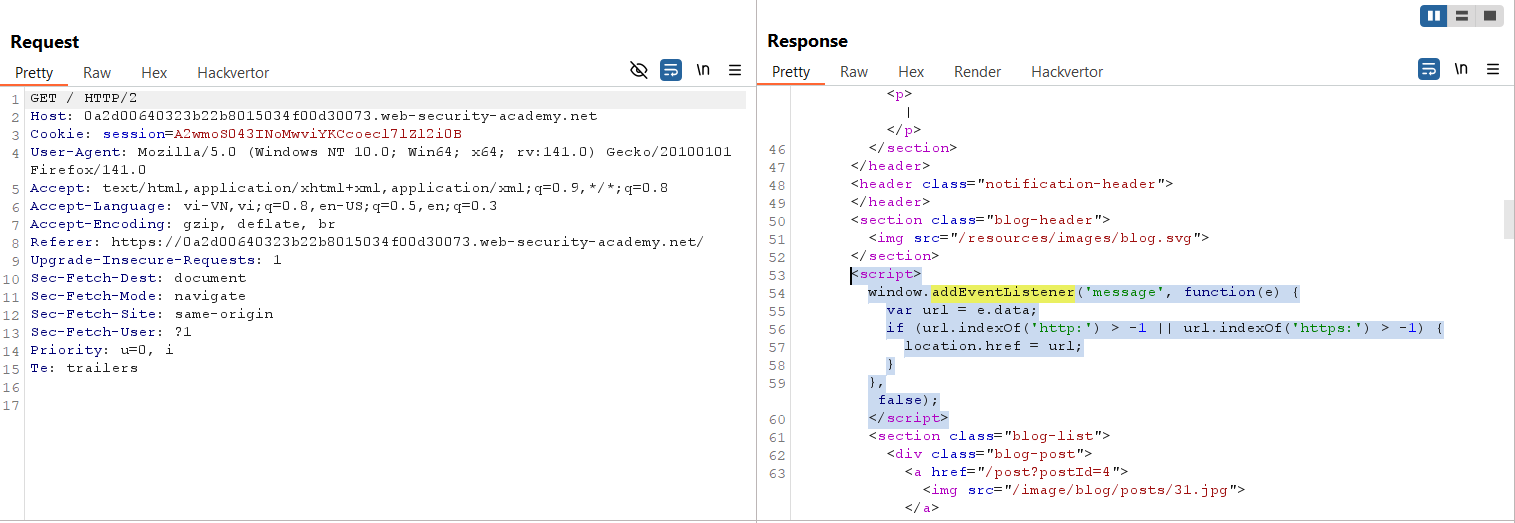 Request
Pretty Raw Hex Hackvertor
\n
1 GET / HTTP/2
2 Host: 0a2d00640323b22b8015034f00d30073.web-security-academy.net
3 Cookie: session=A2wmoS043INoMwviYKCcoecl7lZl2i0B
4 User-Agent: Mozilla/5.0 (Windows NT 10.0; Win64; x64; rv:141.0) Gecko/20100101
Firefox/141.0
5 Accept: text/html,application/xhtml+xml,application/xml;q=0.9,*/*;q=0.8
6 Accept-Language: vi-VN,vi;q=0.8,en-US;q=0.5,en;q=0.3
7 Accept-Encoding: gzip, deflate, br
8 Referer: https://0a2d00640323b22b8015034f00d30073.web-security-academy.net/
9 Upgrade-Insecure-Requests: 1
10 Sec-Fetch-Dest: document
11 Sec-Fetch-Mode: navigate
12 Sec-Fetch-Site: same-origin
13 Sec-Fetch-User: ?1
14 Priority: u=0, i
15 Te: trailers
16
17
Response
Pretty Raw Hex Render Hackvertor
\n
<p>
|
</p>
46 </section>
47 </header>
48 <header class="notification-header">
49 </header>
50 <section class="blog-header">
51 <img src="/resources/images/blog.svg">
52 </section>
53 <script>
54 window.addEventListener('message', function(e) {
55 var url = e.data;
56 if (url.indexOf('http:') > -1 || url.indexOf('https:') > -1) {
57 location.href = url;
58 }
59 },
false);
60 </script>
61 <section class="blog-list">
62 <div class="blog-post">
63 <a href="/post?postId=4">
<img src="/image/blog/posts/31.jpg">
</a>